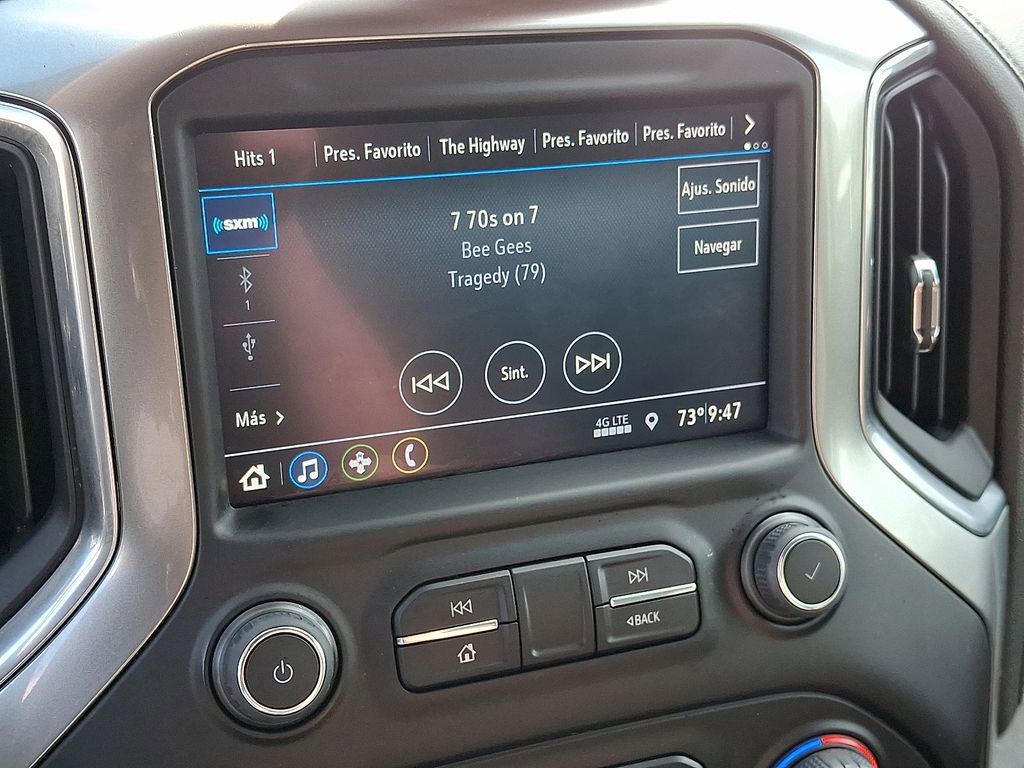 Hits 1
Pres. Favorito
The Highway
Pres. Favorito
Pres. Favorito
sxm
7 70s on 7
Bee Gees
Tragedy (79)
Ajus. Sonido
Navegar
1
Sint.
Más
4G LTE
73° 9:47
BACK